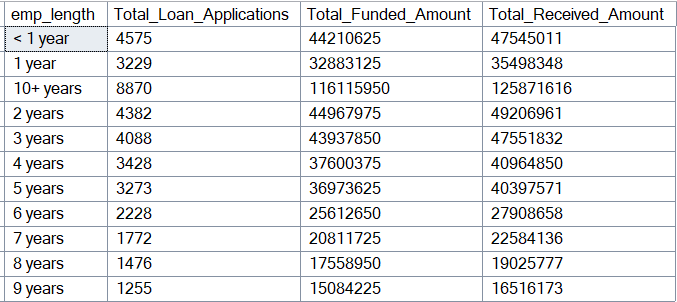 emp_length Total_Loan_Applications Total_Funded_Amount Total_Received_Amount
< 1 year 4575 44210625 47545011
1 year 3229 32883125 35498348
10+ years 8870 116115950 125871616
2 years 4382 44967975 49206961
3 years 4088 43937850 47551832
4 years 3428 37600375 40964850
5 years 3273 36973625 40397571
6 years 2228 25612650 27908658
7 years 1772 20811725 22584136
8 years 1476 17558950 19025777
9 years 1255 15084225 16516173